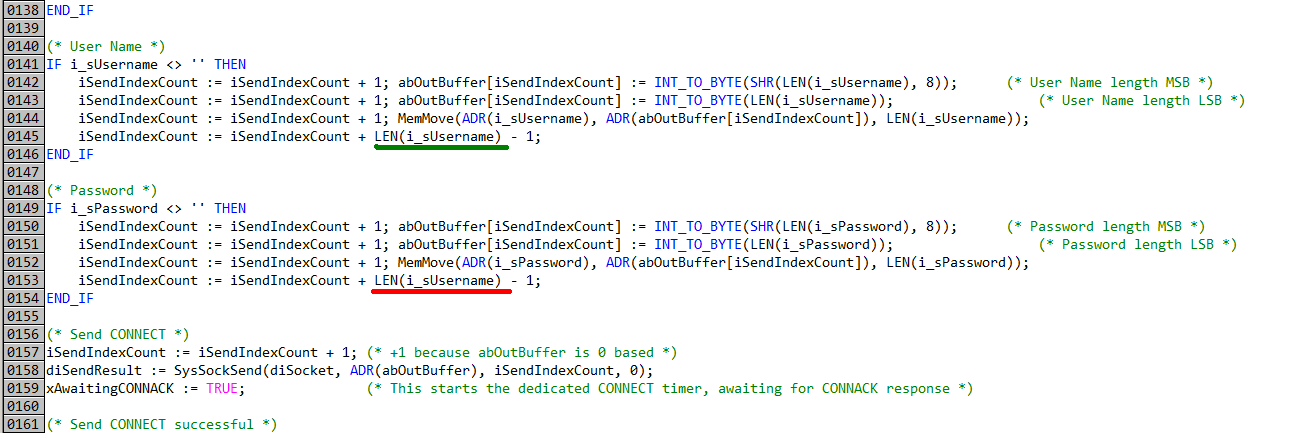 0138 END_IF
0139
0140 (* User Name *)
0141 IF i_sUsername <> '' THEN
0142     iSendIndexCount := iSendIndexCount + 1; abOutBuffer[iSendIndexCount] := INT_TO_BYTE(SHR(LEN(i_sUsername), 8));      (* User Name length MSB *)
0143     iSendIndexCount := iSendIndexCount + 1; abOutBuffer[iSendIndexCount] := INT_TO_BYTE(LEN(i_sUsername));                  (* User Name length LSB *)
0144     iSendIndexCount := iSendIndexCount + 1; MemMove(ADR(i_sUsername), ADR(abOutBuffer[iSendIndexCount]), LEN(i_sUsername));
0145     iSendIndexCount := iSendIndexCount + LEN(i_sUsername) - 1;
0146 END_IF
0147
0148 (* Password *)
0149 IF i_sPassword <> '' THEN
0150     iSendIndexCount := iSendIndexCount + 1; abOutBuffer[iSendIndexCount] := INT_TO_BYTE(SHR(LEN(i_sPassword), 8));      (* Password length MSB *)
0151     iSendIndexCount := iSendIndexCount + 1; abOutBuffer[iSendIndexCount] := INT_TO_BYTE(LEN(i_sPassword));                  (* Password length LSB *)
0152     iSendIndexCount := iSendIndexCount + 1; MemMove(ADR(i_sPassword), ADR(abOutBuffer[iSendIndexCount]), LEN(i_sPassword));
0153     iSendIndexCount := iSendIndexCount + LEN(i_sUsername) - 1;
0154 END_IF
0155
0156 (* Send CONNECT *)
0157 iSendIndexCount := iSendIndexCount + 1; (* +1 because abOutBuffer is 0 based *)
0158 diSendResult := SysSockSend(diSocket, ADR(abOutBuffer), iSendIndexCount, 0);
0159 xAwaitingCONNACK := TRUE;               (* This starts the dedicated CONNECT timer, awaiting for CONNACK response *)
0160
0161 (* Send CONNECT successful *)